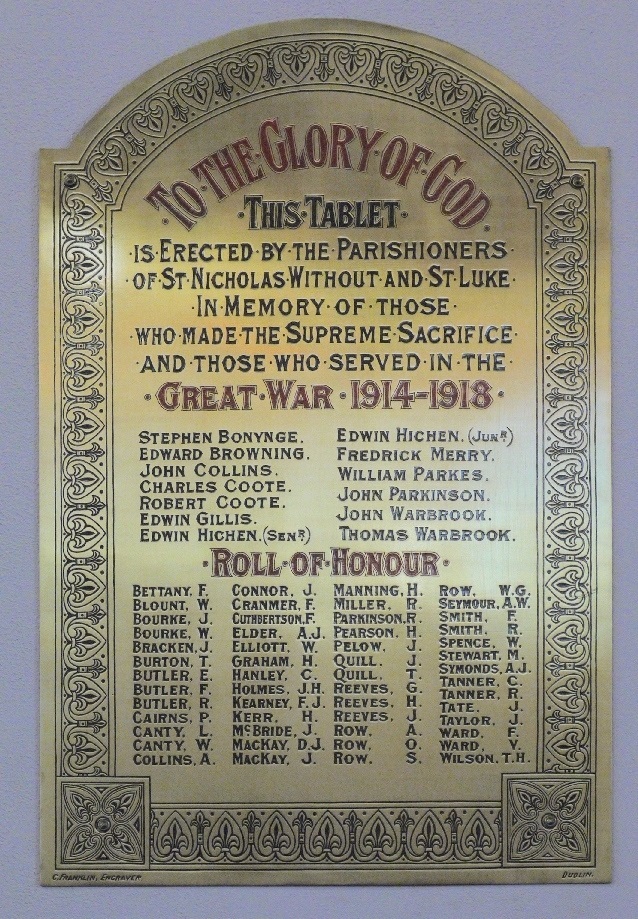 TO·THE·GLORY·OF·GOD.
·THIS·TABLET·
·IS·ERECTED·BY·THE·PARISHIONERS·
·OF·ST NICHOLAS·WITHOUT·AND·ST LUKE·
·IN·MEMORY·OF·THOSE·
WHO·MADE·THE·SUPREME·SACRIFICE·
·AND·THOSE·WHO·SERVED·IN·THE·
·GREAT·WAR·1914-1918·
STEPHEN BONYNGE.
EDWARD BROWNING.
JOHN COLLINS.
CHARLES COOTE.
ROBERT COOTE.
EDWIN GILLIS.
EDWIN HICHEN.(SENR)
EDWIN HICHEN.(JUNR)
FREDRICK MERRY.
WILLIAM PARKES.
JOHN PARKINSON.
JOHN WARBROOK.
THOMAS WARBROOK.
·ROLL·OF·HONOUR·
BETTANY, F.
BLOUNT, W.
BOURKE, J.
BOURKE, W.
BRACKEN, J.
BURTON, T.
BUTLER, E.
BUTLER, F.
BUTLER, R.
CAIRNS, P.
CANTY, L.
CANTY, W.
COLLINS, A.
CONNOR, J.
CRANMER, F.
CUTHBERTSON, F.
ELDER, A.J.
ELLIOTT, W.
GRAHAM, H.
HANLEY, C.
HOLMES, J.H.
KEARNEY, F.J.
KERR, H.
McBRIDE, J.
MACKAY, D.J.
MACKAY, J.
MANNING, H.
MILLER, R.
PARKINSON, R.
PEARSON, H.
PELOW, J.
QUILL, J.
QUILL, T.
REEVES, G.
REEVES, H.
REEVES, J.
ROW, A.
ROW, O.
ROW. S.
ROW, W.G.
SEYMOUR, A.W.
SMITH, F.
SMITH, R.
SPENCE, W.
STEWART, M.
SYMONDS, A.J.
TANNER, C.
TANNER, R.
TATE, J.
TAYLOR, J.
WARD, F.
WARD, V.
WILSON, T.H.
C. FRANKLIN, ENGRAVER
DUBLIN.